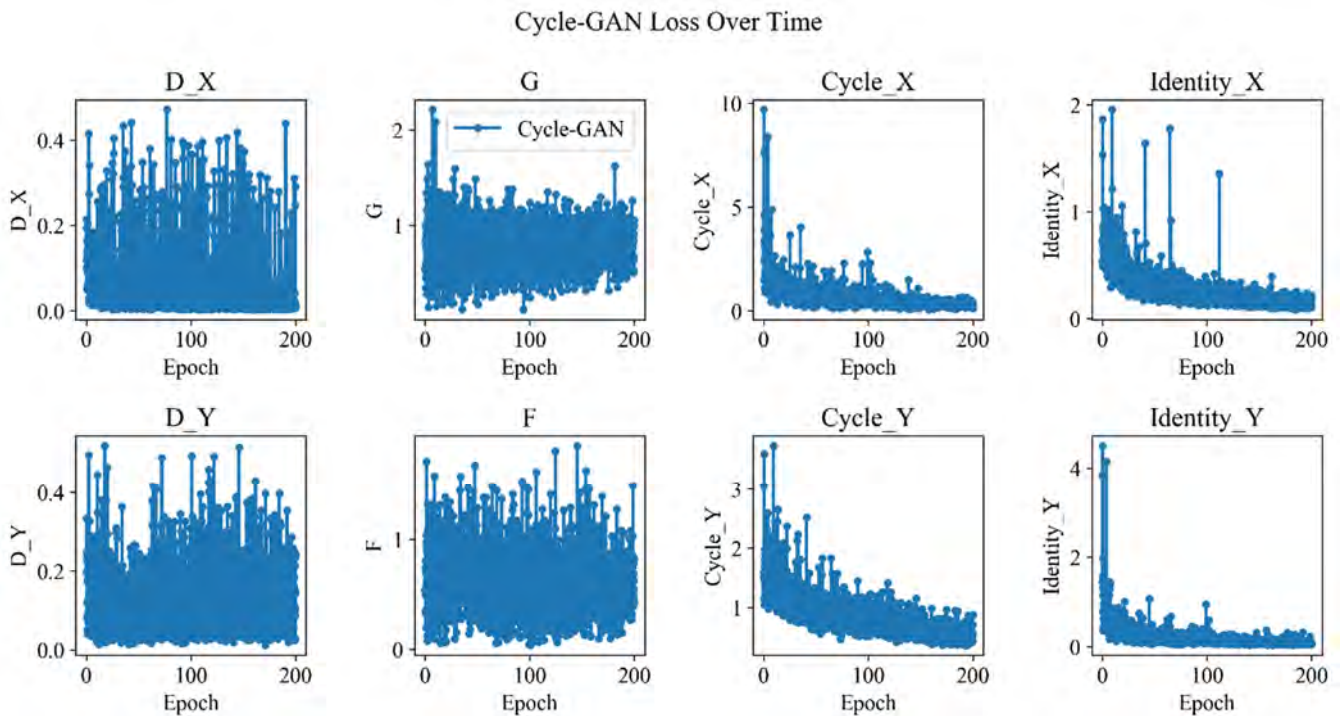 Cycle-GAN Loss Over Time
D_X
0.4
0.2
0.0
D_X
0
100
200
Epoch
G
2
1
G
Cycle-GAN
0
100
200
Epoch
Cycle_X
10
5
0
Cycle_X
0
100
200
Epoch
Identity_X
2
1
0
Identity_X
0
100
200
Epoch
D_Y
0.4
0.2
0.0
D_Y
0
100
200
Epoch
F
1
0
F
0
100
200
Epoch
Cycle_Y
3
2
1
Cycle_Y
0
100
200
Epoch
Identity_Y
4
2
0
Identity_Y
0
100
200
Epoch